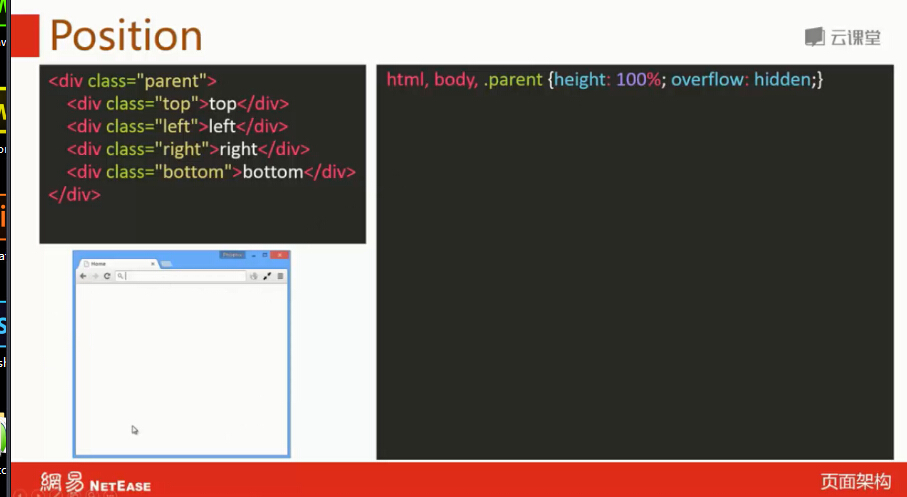 Position
云课堂
<div class="parent">
<div class="top">top</div>
<div class="left">left</div>
<div class="right">right</div>
<div class="bottom">bottom</div>
</div>
html, body, .parent {height: 100%; overflow: hidden;}
Home
網易 NETEASE
页面架构